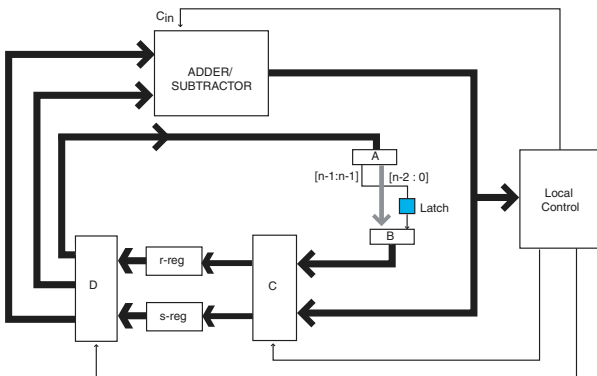 Cin
ADDER/
SUBTRACTOR
A
[n-1:n-1]
[n-2 : 0]
Latch
Local
Control
B
D
r-reg
C
s-reg